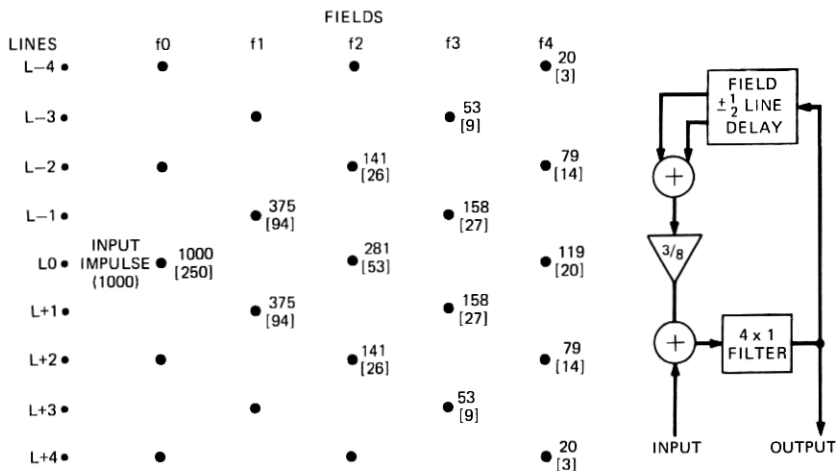 FIELDS
LINES f0 f1 f2 f3 f4
L−4 20
[3]
L−3 53
[9]
L−2 141 79
[26] [14]
L−1 375 158
[94] [27]
L0 INPUT IMPULSE (1000) 1000 281 119
[250] [53] [20]
L+1 375 158
[94] [27]
L+2 141 79
[26] [14]
L+3 53
[9]
L+4 20
[3]
FIELD
±½ LINE
DELAY
+
3/8
+
4 x 1
FILTER
INPUT OUTPUT